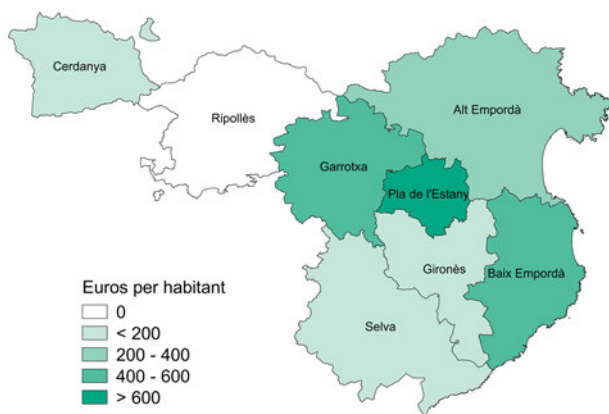 Cerdanya
Ripollès
Alt Empordà
Garrotxa
Pla de l'Estany
Gironès
Baix Empordà
Selva
Euros per habitant
0
< 200
200 - 400
400 - 600
> 600